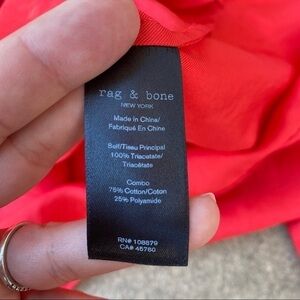 rag & bone
NEW YORK
Made in China/
Fabriqué En Chine
Self/Tissu Principal
100% Triacetate/
Triacétate
Combo
75% Cotton/Coton
25% Polyamide
RN# 108879
CA# 45760